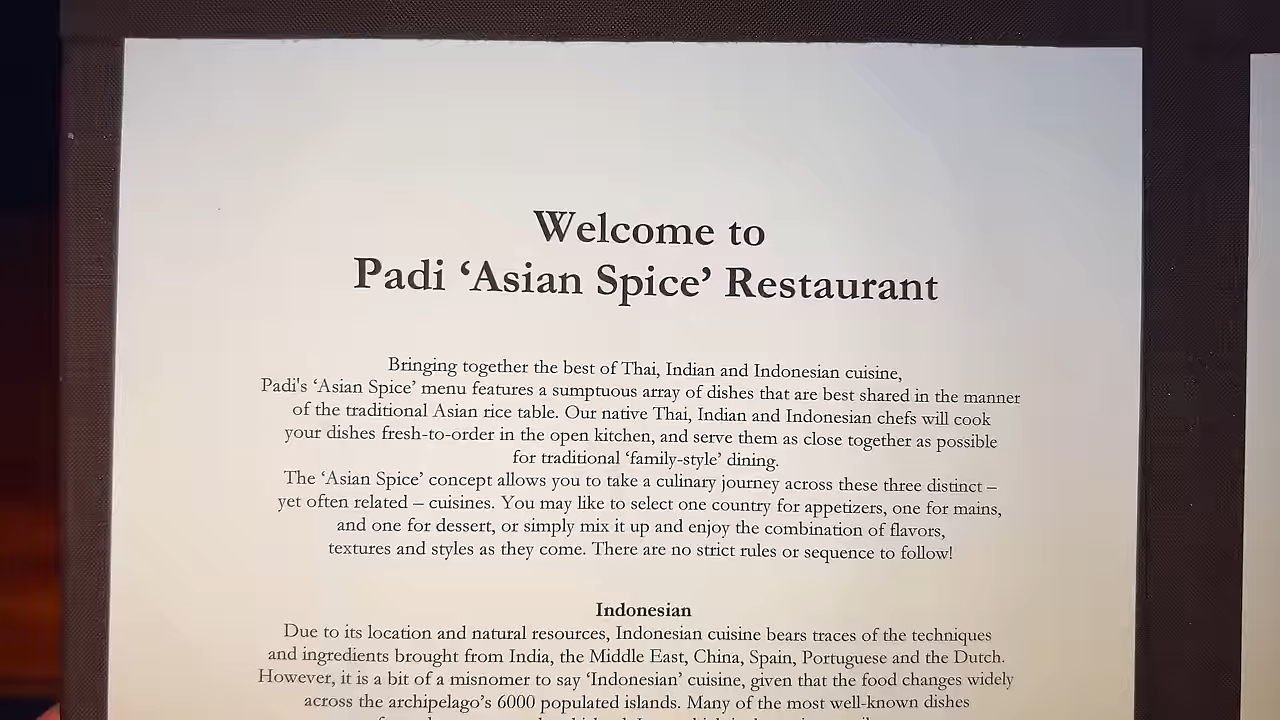 Welcome to
Padi ‘Asian Spice’ Restaurant
Bringing together the best of Thai, Indian and Indonesian cuisine,
Padi's ‘Asian Spice’ menu features a sumptuous array of dishes that are best shared in the manner
of the traditional Asian rice table. Our native Thai, Indian and Indonesian chefs will cook
your dishes fresh-to-order in the open kitchen, and serve them as close together as possible
for traditional ‘family-style’ dining.
The ‘Asian Spice’ concept allows you to take a culinary journey across these three distinct –
yet often related – cuisines. You may like to select one country for appetizers, one for mains,
and one for dessert, or simply mix it up and enjoy the combination of flavors,
textures and styles as they come. There are no strict rules or sequence to follow!
Indonesian
Due to its location and natural resources, Indonesian cuisine bears traces of the techniques
and ingredients brought from India, the Middle East, China, Spain, Portuguese and the Dutch.
However, it is a bit of a misnomer to say ‘Indonesian’ cuisine, given that the food changes widely
across the archipelago’s 6000 populated islands. Many of the most well-known dishes